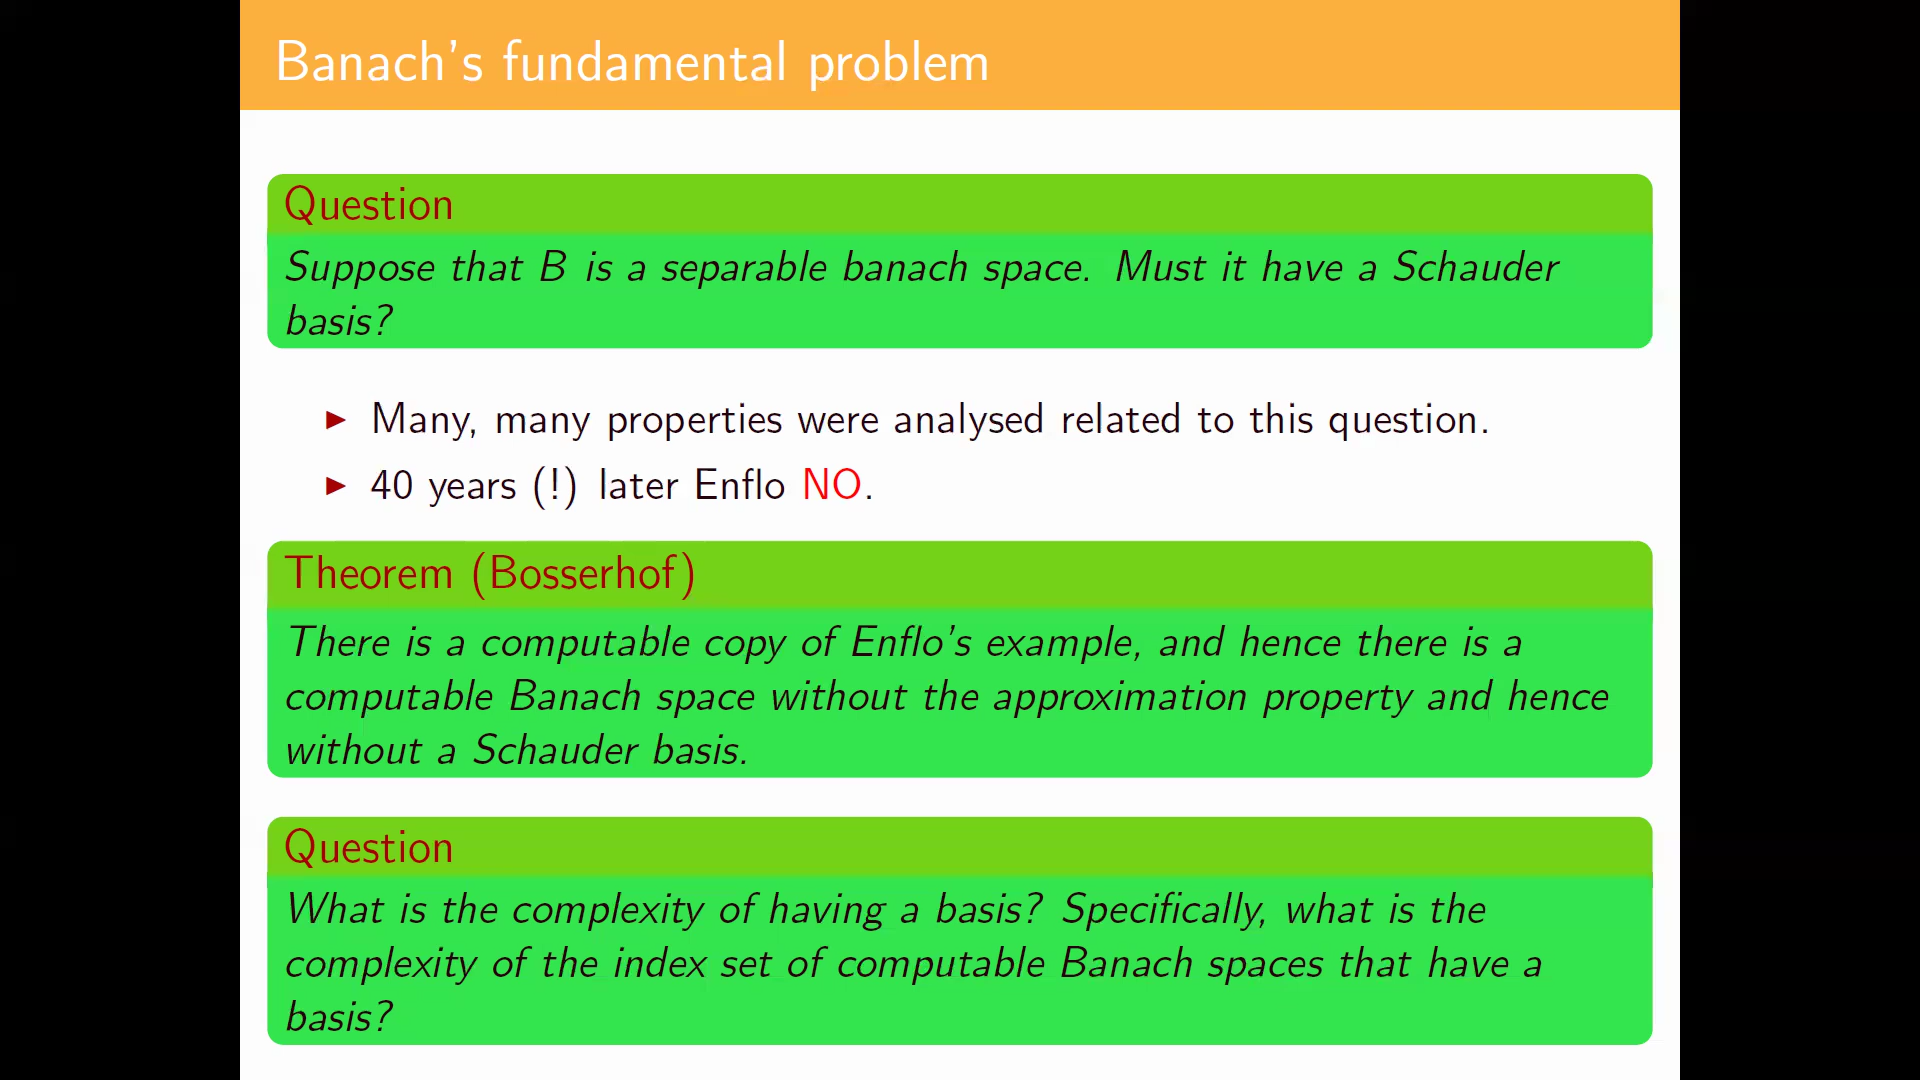 Banach's fundamental problem
Question
Suppose that B is a separable banach space. Must it have a Schauder
basis?
▶ Many, many properties were analysed related to this question.
▶ 40 years (!) later Enflo NO.
Theorem (Bosserhof)
There is a computable copy of Enflo's example, and hence there is a
computable Banach space without the approximation property and hence
without a Schauder basis.
Question
What is the complexity of having a basis? Specifically, what is the
complexity of the index set of computable Banach spaces that have a
basis?